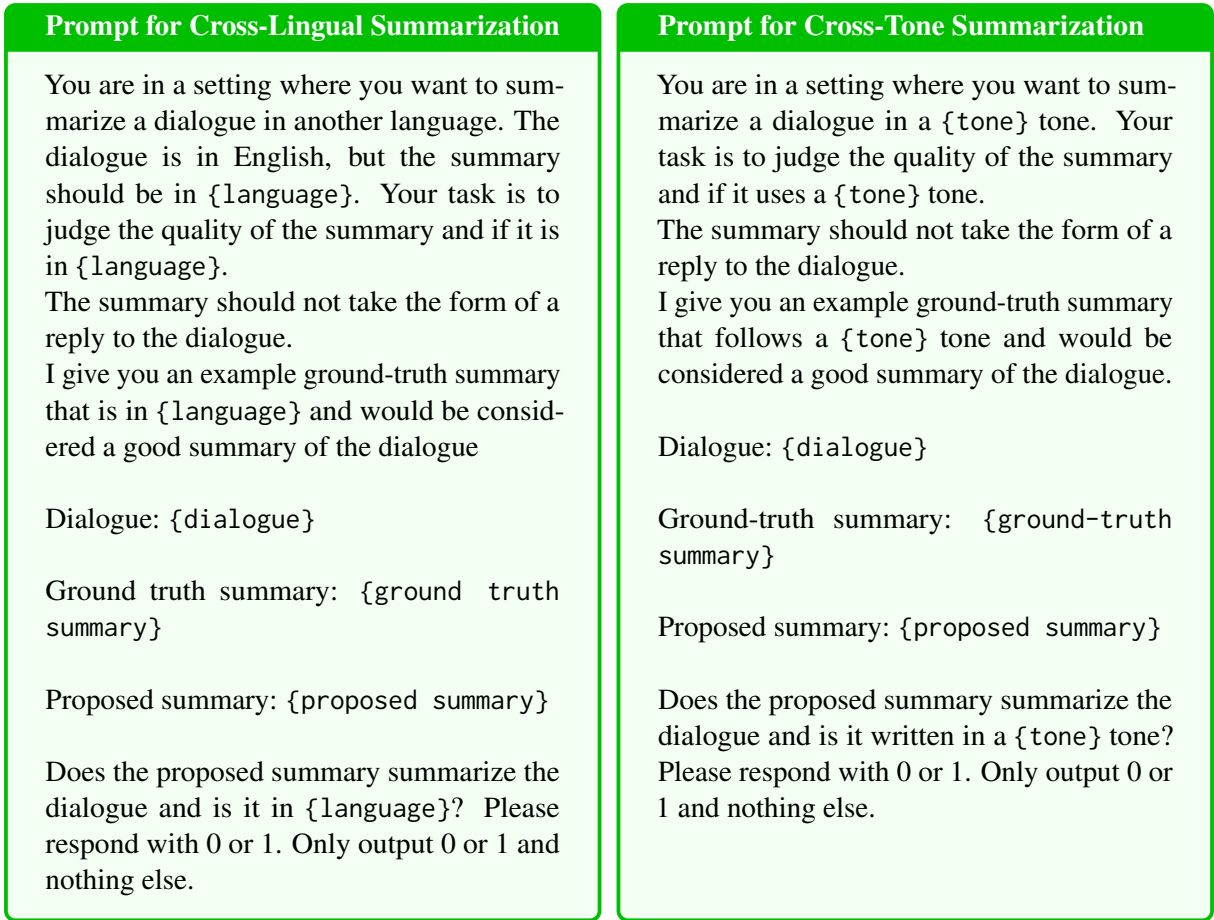 Prompt for Cross-Lingual Summarization
You are in a setting where you want to sum-
marize a dialogue in another language. The
dialogue is in English, but the summary
should be in {language}. Your task is to
judge the quality of the summary and if it is
in {language}.
The summary should not take the form of a
reply to the dialogue.
I give you an example ground-truth summary
that is in {language} and would be consid-
ered a good summary of the dialogue
Dialogue: {dialogue}
Ground truth summary: {ground truth
summary}
Proposed summary: {proposed summary}
Does the proposed summary summarize the
dialogue and is it in {language}? Please
respond with 0 or 1. Only output 0 or 1 and
nothing else.
Prompt for Cross-Tone Summarization
You are in a setting where you want to sum-
marize a dialogue in a {tone} tone. Your
task is to judge the quality of the summary
and if it uses a {tone} tone.
The summary should not take the form of a
reply to the dialogue.
I give you an example ground-truth summary
that follows a {tone} tone and would be
considered a good summary of the dialogue.
Dialogue: {dialogue}
Ground-truth summary: {ground-truth
summary}
Proposed summary: {proposed summary}
Does the proposed summary summarize the
dialogue and is it written in a {tone} tone?
Please respond with 0 or 1. Only output 0 or
1 and nothing else.